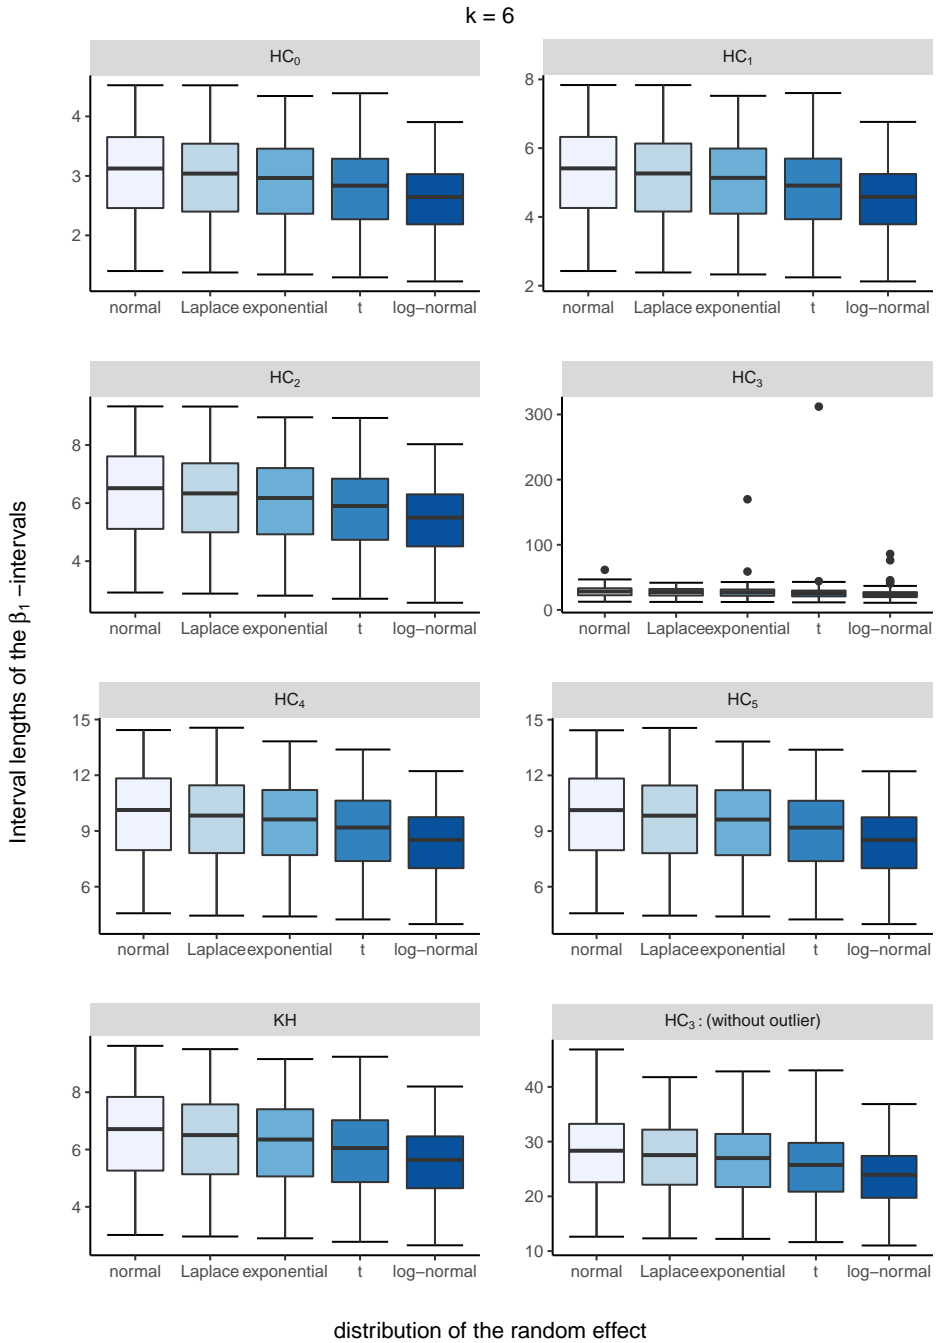 k = 6
HC₀
HC₁
4
3
2
8
6
4
2
normal Laplace exponential t log−normal
normal Laplace exponential t log−normal
HC₂
HC₃
8
6
4
300
200
100
0
normal Laplace exponential t log−normal
normal Laplace exponential t log−normal
Interval lengths of the β₁ −intervals
HC₄
HC₅
15
12
9
6
15
12
9
6
normal Laplace exponential t log−normal
normal Laplace exponential t log−normal
KH
HC₃ : (without outlier)
8
6
4
40
30
20
10
normal Laplace exponential t log−normal
normal Laplace exponential t log−normal
distribution of the random effect